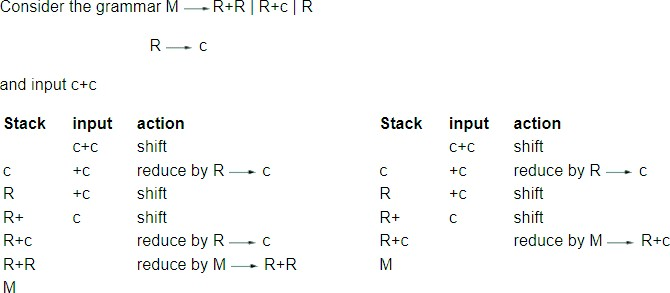 Consider the grammar M → R+R | R+c | R
R → c
and input c+c
Stack input action Stack input action
c+c shift c+c shift
c +c reduce by R → c c +c reduce by R → c
R +c shift R +c shift
R+ c shift R+ c shift
R+c reduce by R → c R+c reduce by M → R+c
R+R reduce by M → R+R M
M